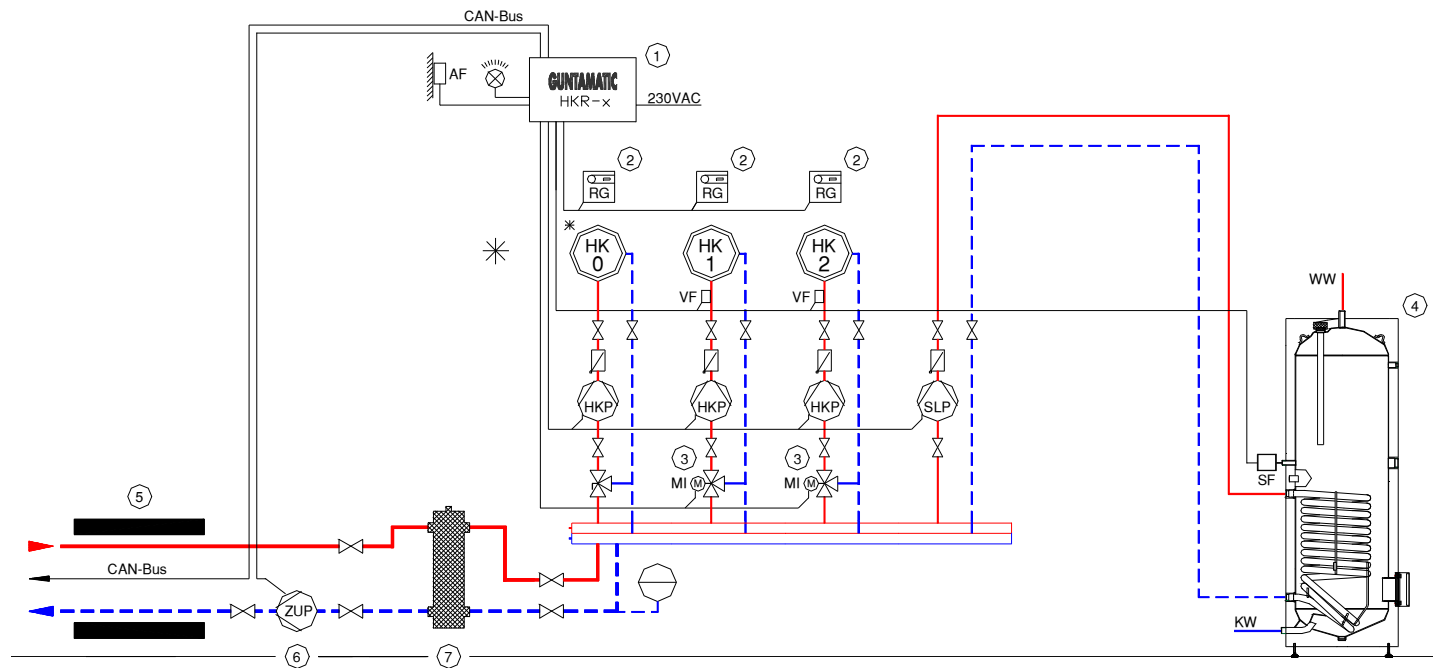 CAN-Bus
1
AF
GUNTAMATIC
HKR-x
230VAC
2
2
2
RG
RG
RG
HK
0
HK
1
HK
2
VF
VF
WW
4
HKP
HKP
HKP
SLP
3
3
MI
M
MI
M
SF
5
CAN-Bus
ZUP
KW
6
7